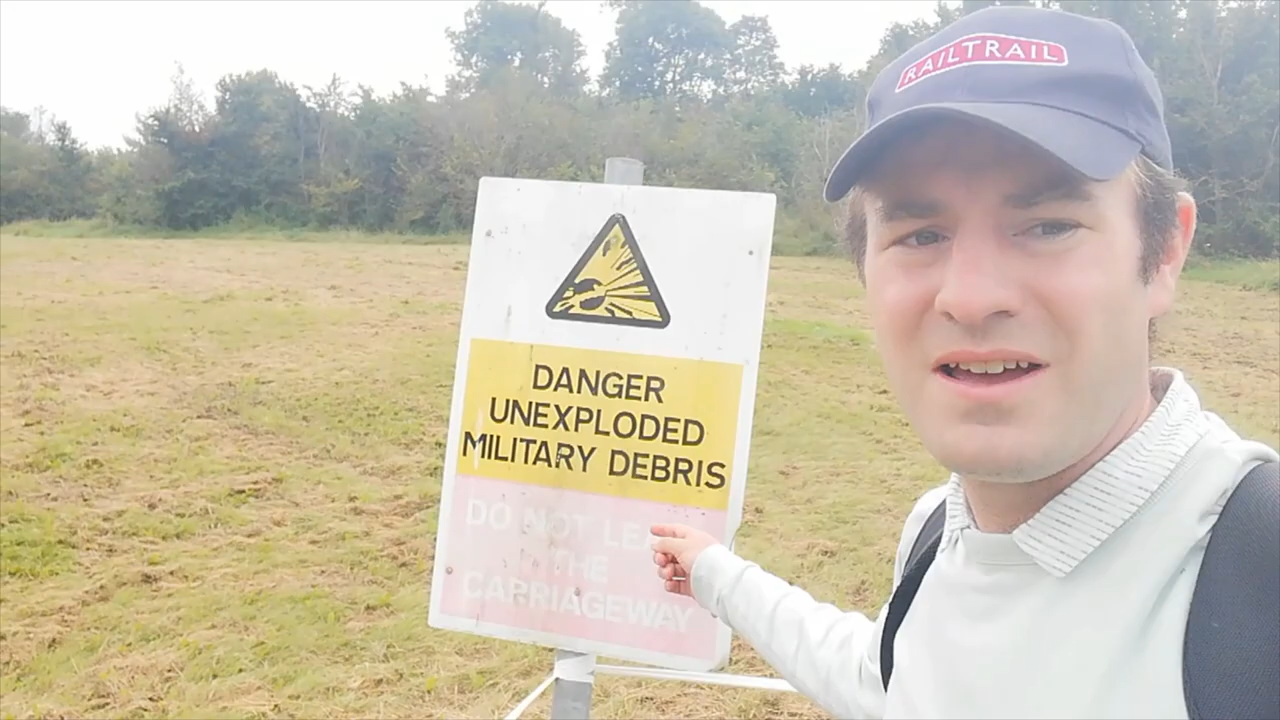 RAILTRAIL
DANGER
UNEXPLODED
MILITARY DEBRIS
DO NOT
THE
CARRIAGEWAY